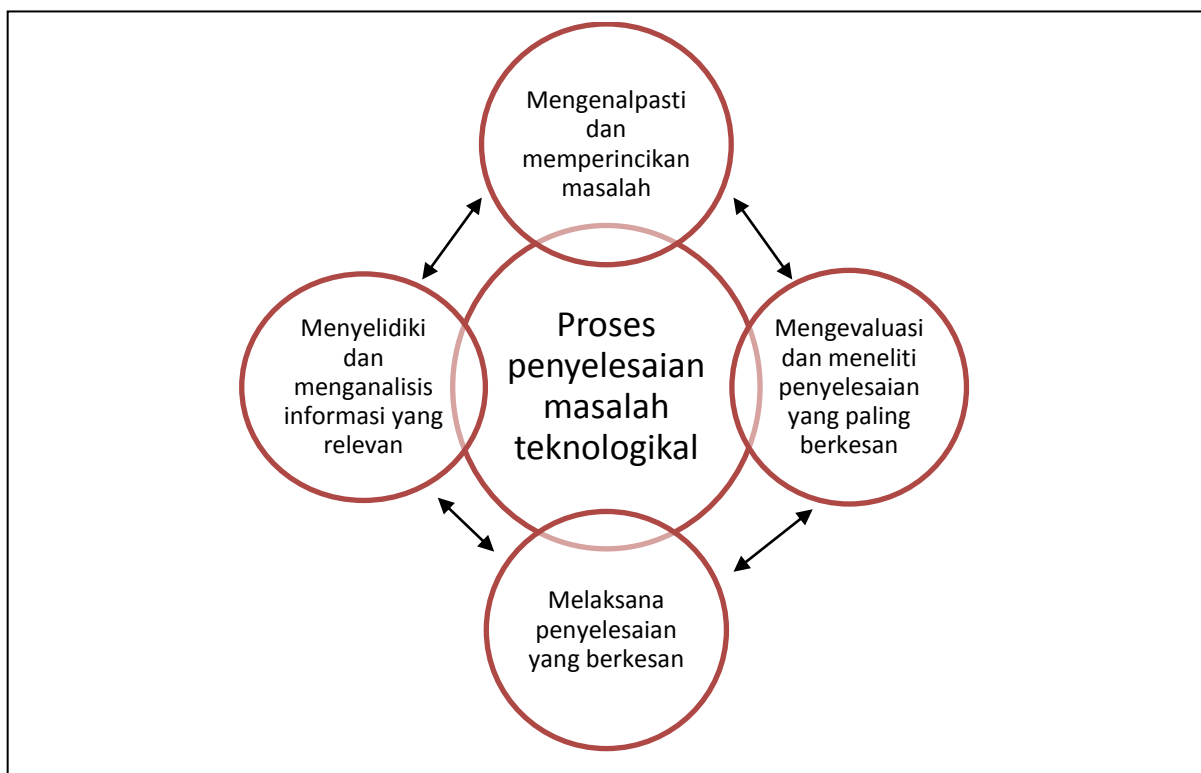 Mengenalpasti
dan
memperincikan
masalah
Menyelidiki
dan
menganalisis
informasi yang
relevan
Proses
penyelesaian
masalah
teknologikal
Mengevaluasi
dan meneliti
penyelesaian
yang paling
berkesan
Melaksana
penyelesaian
yang berkesan